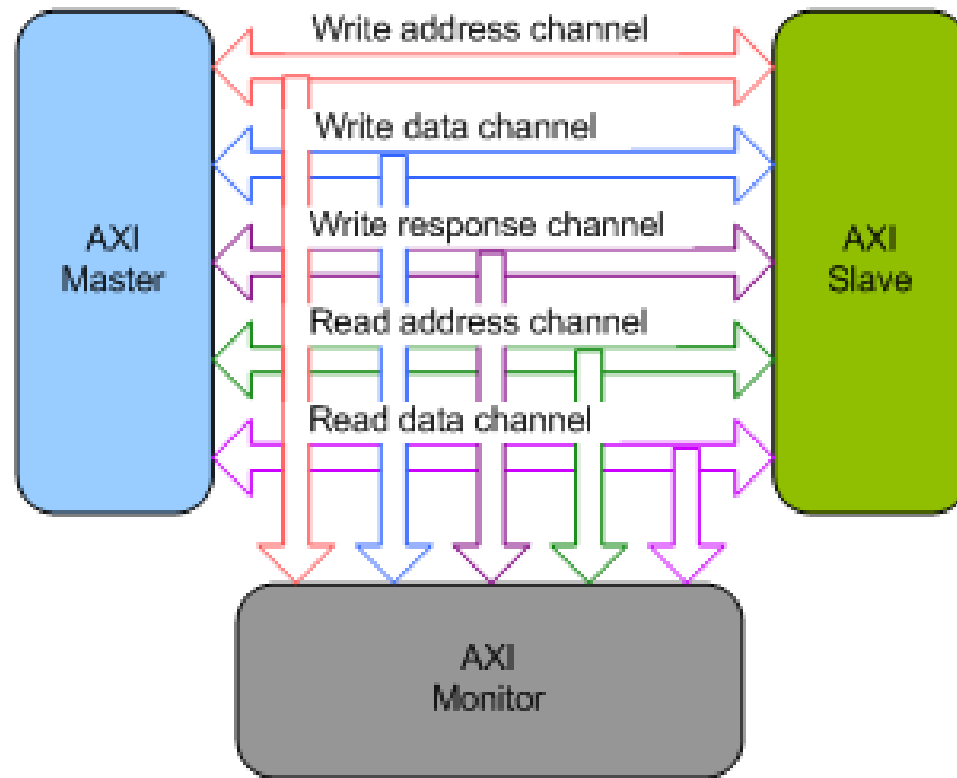 Write address channel
Write data channel
Write response channel
Read address channel
Read data channel
AXI
Master
AXI
Slave
AXI
Monitor